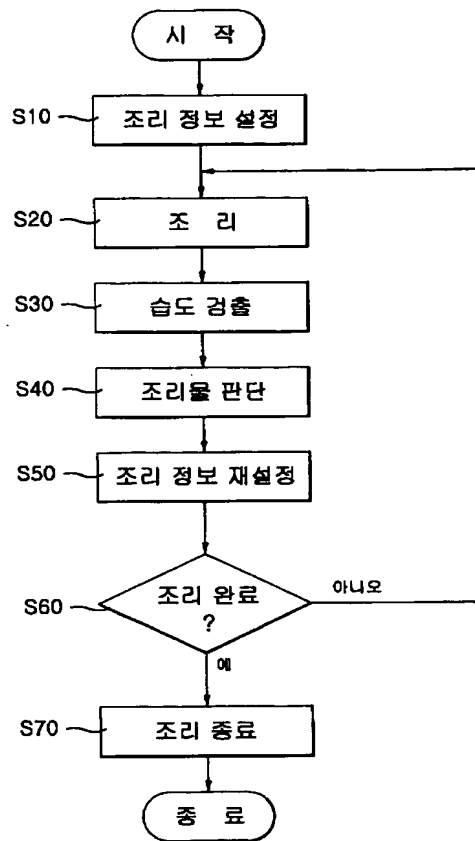 시 작
S10
조리 정보 설정
S20
조 리
S30
습도 검출
S40
조리물 판단
S50
조리 정보 재설정
S60
조리 완료
?
아니오
예
S70
조리 종료
종 료